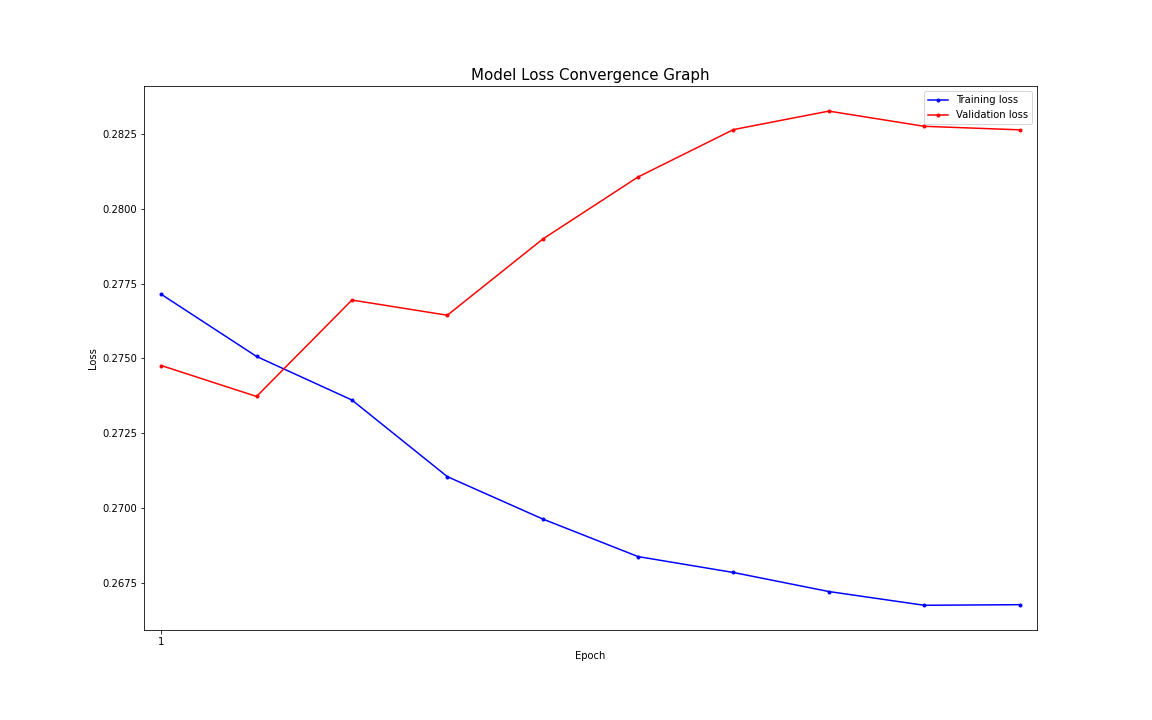 Model Loss Convergence Graph
Training loss
Validation loss
0.2825
0.2800
0.2775
0.2750
0.2725
0.2700
0.2675
Loss
1
Epoch